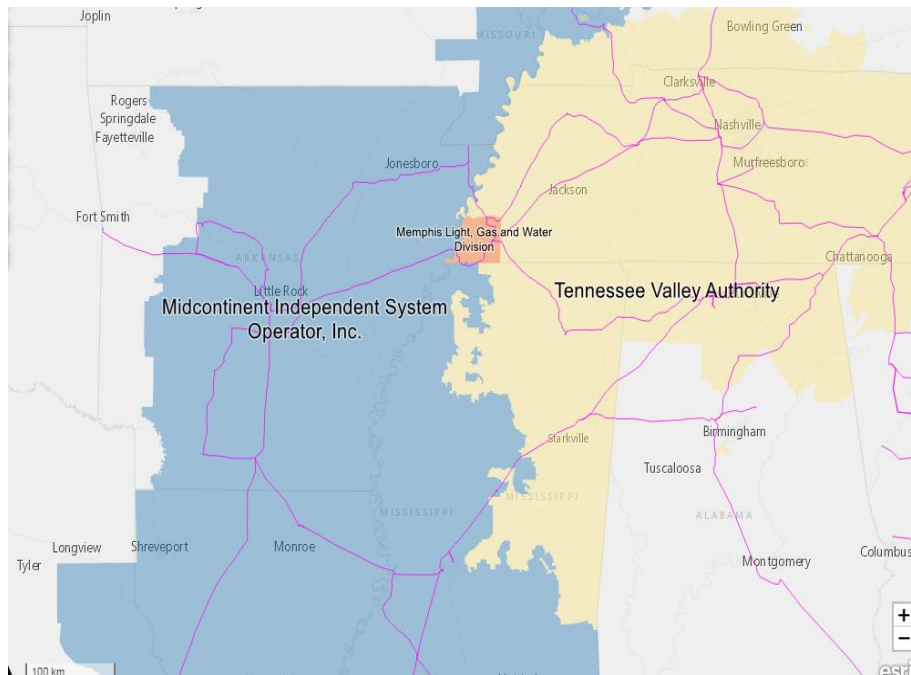 Joplin
MISSOURI
Bowling Green
Clarksville
Rogers
Springdale
Fayetteville
Nashville
Jonesboro
Murfreesboro
Jackson
Fort Smith
Memphis Light, Gas and Water
Division
ARKANSAS
Chattanooga
Little Rock
Midcontinent Independent System
Operator, Inc.
Tennessee Valley Authority
Starkville
Birmingham
Tuscaloosa
MISSISSIPPI
MISSISSIPPI
ALABAMA
Longview
Shreveport
Monroe
Tyler
Montgomery
Columbus
+
−
100 km
esri